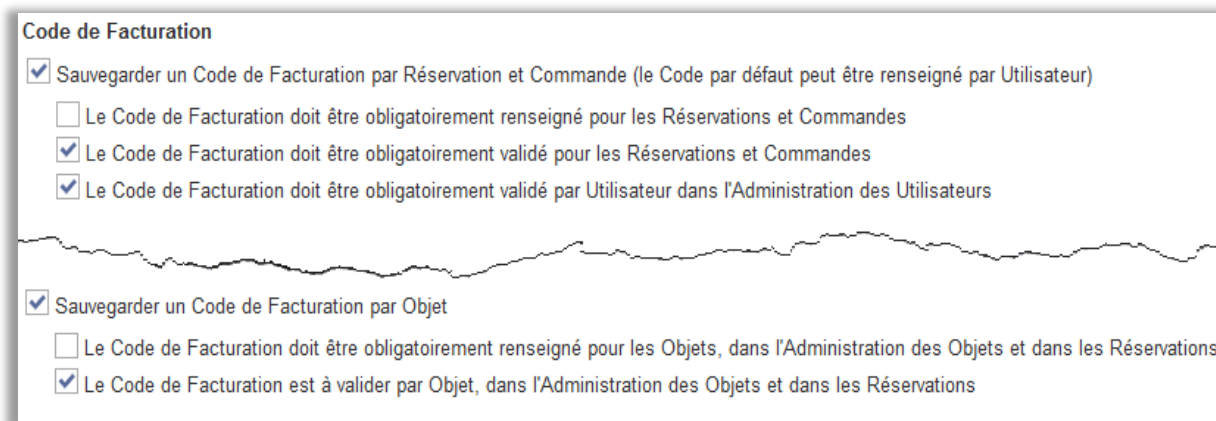 Code de Facturation
Sauvegarder un Code de Facturation par Réservation et Commande (le Code par défaut peut être renseigné par Utilisateur)
Le Code de Facturation doit être obligatoirement renseigné pour les Réservations et Commandes
Le Code de Facturation doit être obligatoirement validé pour les Réservations et Commandes
Le Code de Facturation doit être obligatoirement validé par Utilisateur dans l'Administration des Utilisateurs
Sauvegarder un Code de Facturation par Objet
Le Code de Facturation doit être obligatoirement renseigné pour les Objets, dans l'Administration des Objets et dans les Réservations
Le Code de Facturation est à valider par Objet, dans l'Administration des Objets et dans les Réservations